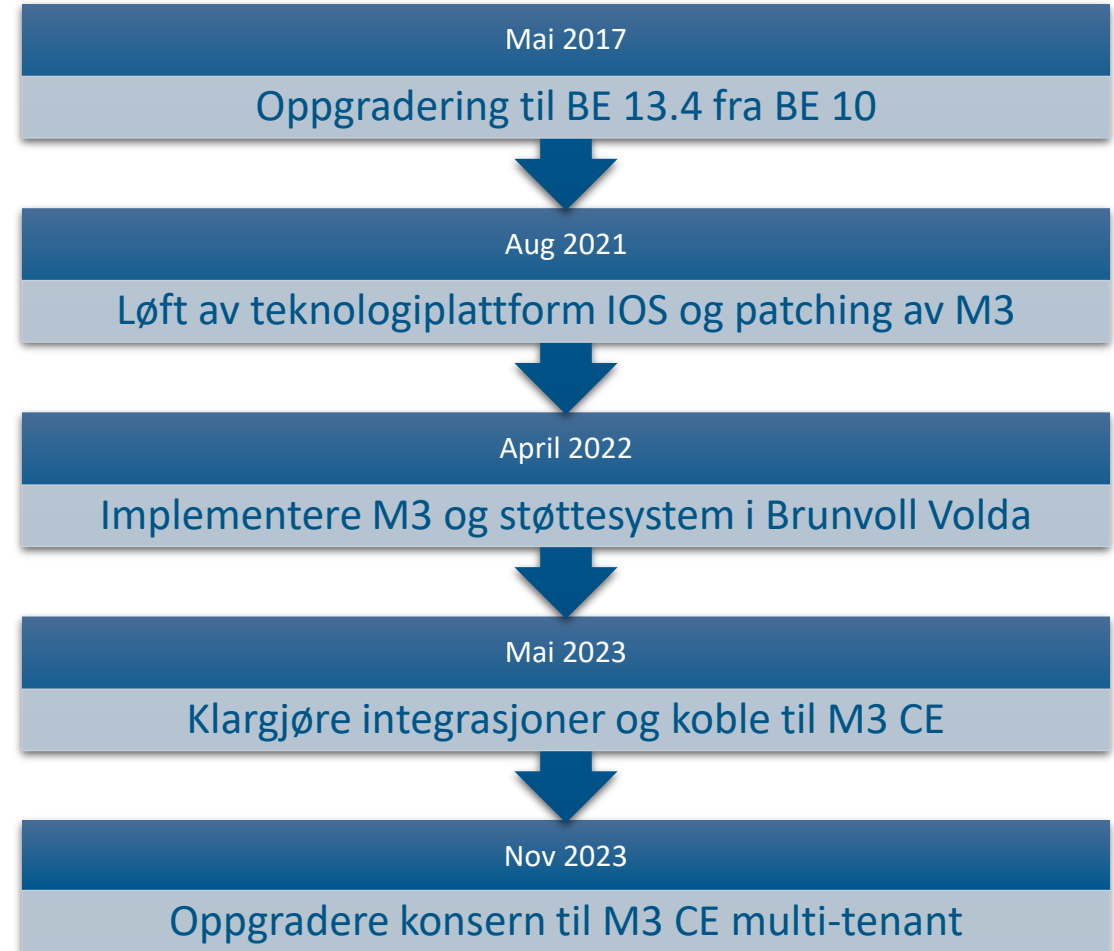 Mai 2017
Oppgradering til BE 13.4 fra BE 10
Aug 2021
Løft av teknologiplattform IOS og patching av M3
April 2022
Implementere M3 og støttesystem i Brunvoll Volda
Mai 2023
Klargjøre integrasjoner og koble til M3 CE
Nov 2023
Oppgradere konsern til M3 CE multi-tenant